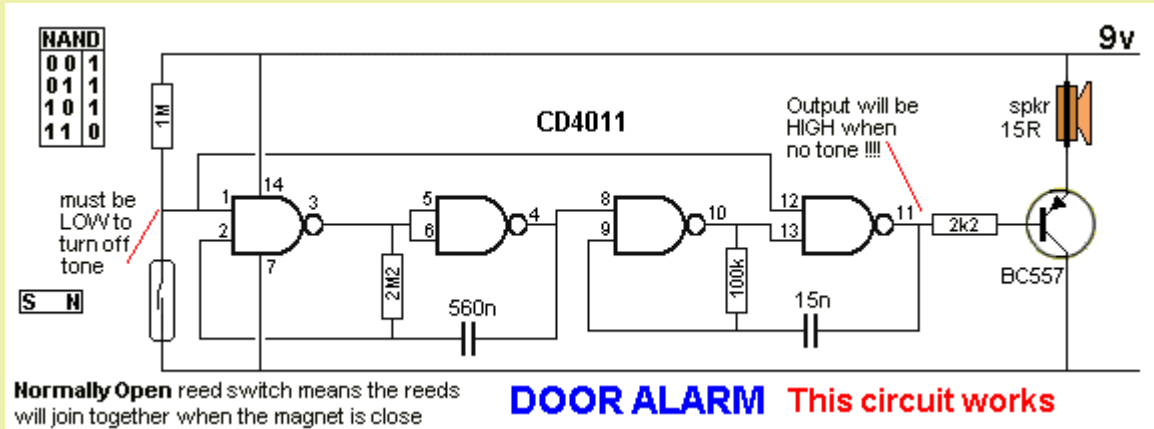 NAND
0 0 1
0 1 1
1 0 1
1 1 0
9v
1M
CD4011
Output will be
HIGH when
no tone !!!!
spkr
15R
must be
LOW to
turn off
tone
1
2
14
3
7
5
6
4
8
9
10
12
13
11
2k2
BC557
2M2
560n
100k
15n
S N
Normally Open reed switch means the reeds
will join together when the magnet is close
DOOR ALARM
This circuit works